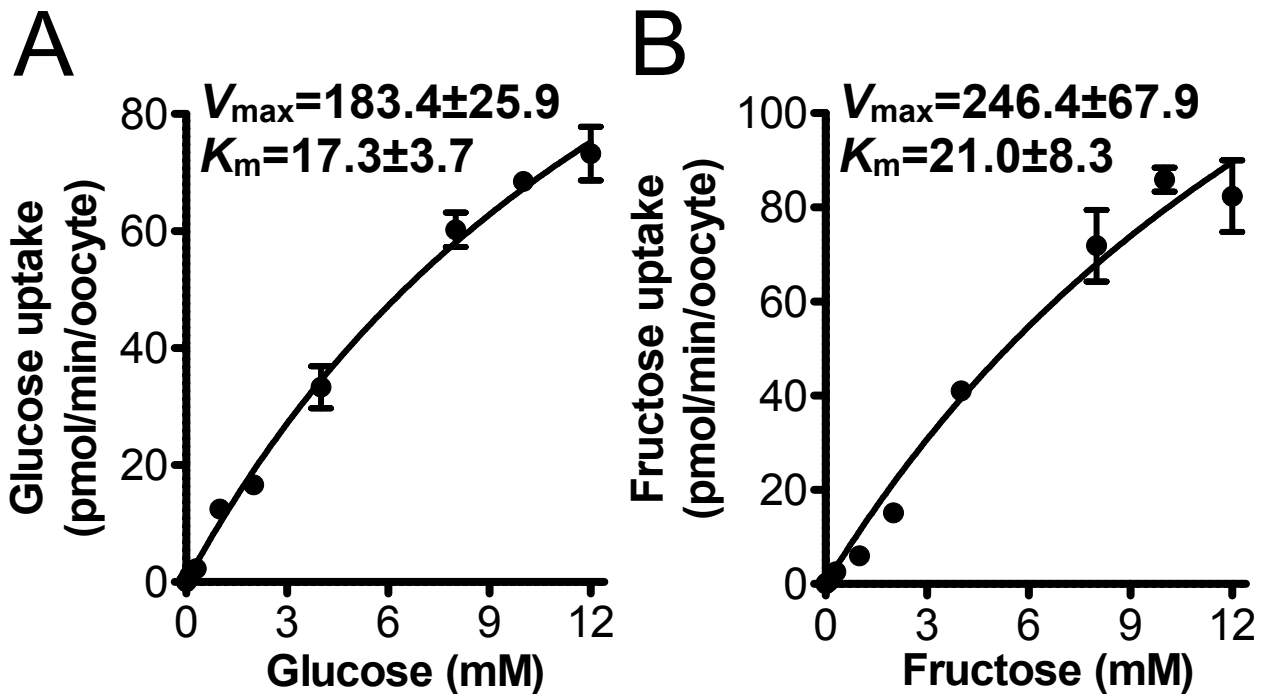 A
Vmax=183.4±25.9
Km=17.3±3.7
80
60
40
20
0
Glucose uptake
(pmol/min/oocyte)
0 3 6 9 12
Glucose (mM)
B
Vmax=246.4±67.9
Km=21.0±8.3
100
80
60
40
20
0
Fructose uptake
(pmol/min/oocyte)
0 3 6 9 12
Fructose (mM)